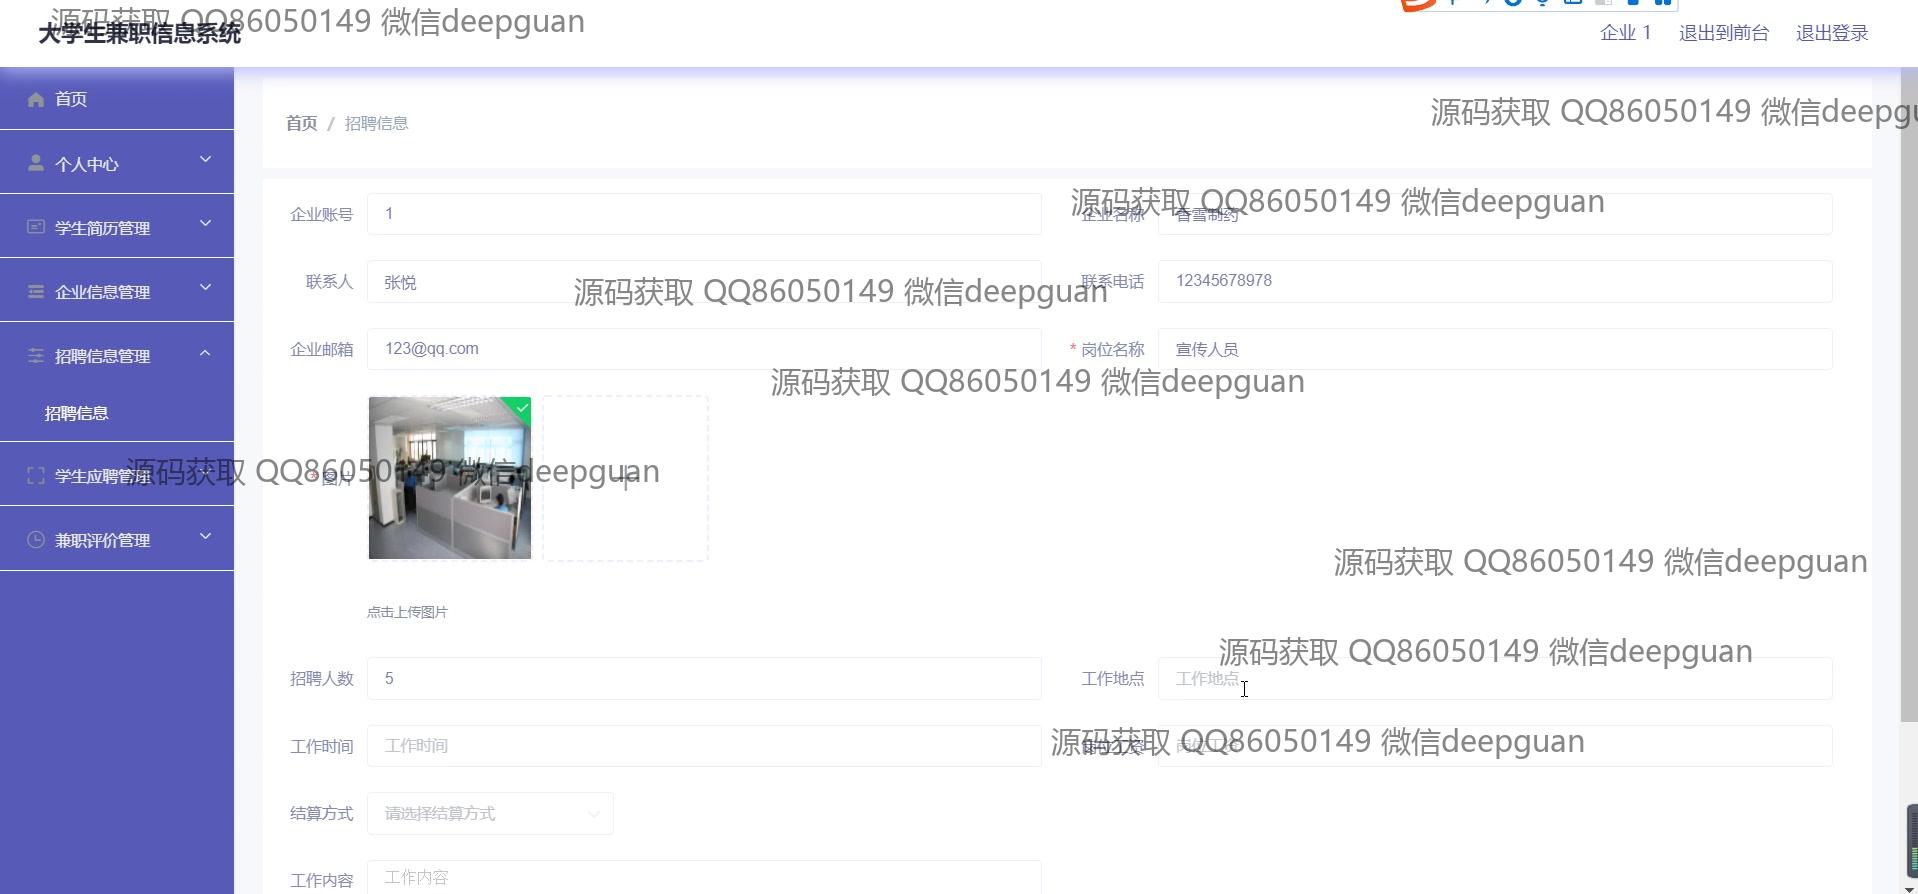 源码获取 QQ86050149 微信deepguan
大学生兼职信息系统
企业 1 退出到前台 退出登录
首页
个人中心
学生简历管理
企业信息管理
招聘信息管理
招聘信息
学生应聘管理
兼职评价管理
首页 / 招聘信息
源码获取 QQ86050149 微信deepgu
源码获取 QQ86050149 微信deepguan
企业账号 1 企业名称 香雪制药
联系人 张悦 联系电话 12345678978
源码获取 QQ86050149 微信deepguan
企业邮箱 123@qq.com * 岗位名称 宣传人员
源码获取 QQ86050149 微信deepguan
源码获取 QQ86050149 微信deepguan
* 图片
源码获取 QQ86050149 微信deepguan
点击上传图片
源码获取 QQ86050149 微信deepguan
招聘人数 5 工作地点 工作地点
工作时间 工作时间 岗位工资 岗位工资
源码获取 QQ86050149 微信deepguan
结算方式 请选择结算方式
工作内容 工作内容